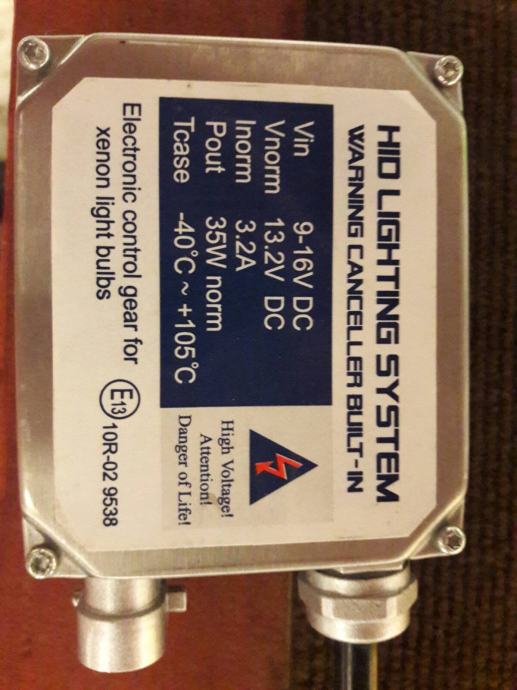 HID LIGHTING SYSTEM
WARNING CANCELLER BUILT-IN
Vin 9-16V DC
Vnorm 13.2V DC
Inorm 3.2A
Pout 35W norm
Tcase -40°C ~ +105°C
High Voltage!
Attention!
Danger of Life!
Electronic control gear for
xenon light bulbs
E13 10R-02 9538